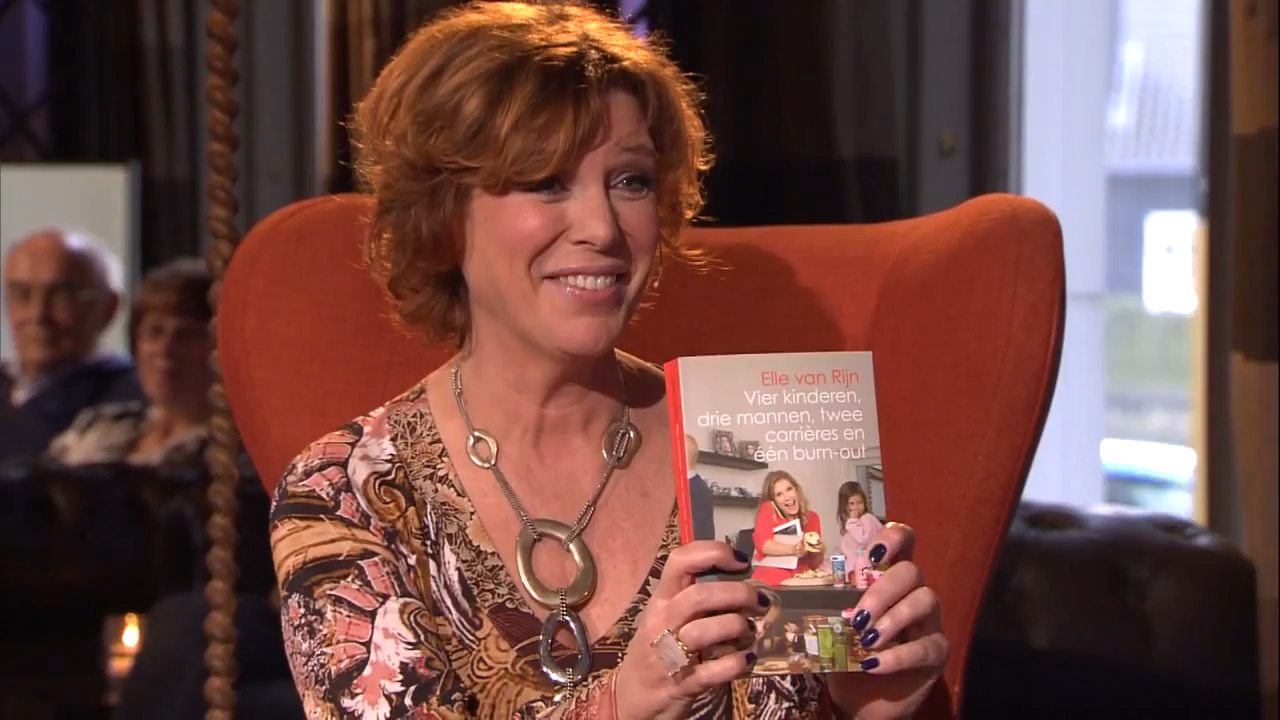 Elle van Rijn
Vier kinderen,
drie mannen, twee
carrières en
één burn-out